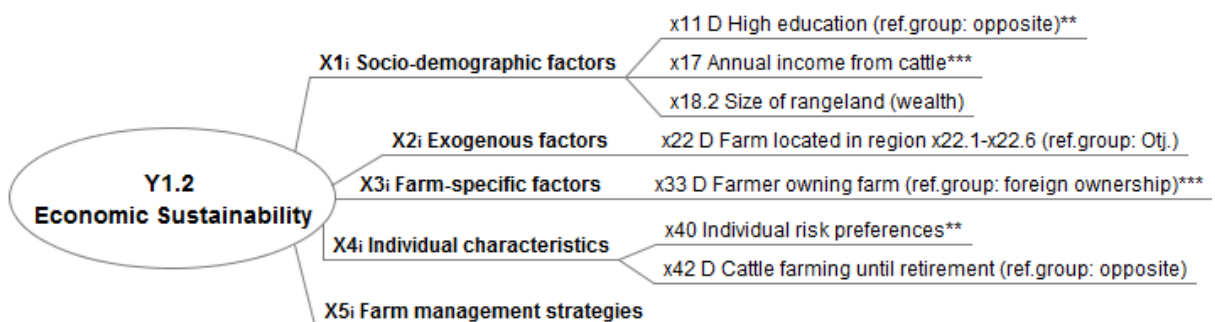 x11 D High education (ref.group: opposite)**
X1i Socio-demographic factors
x17 Annual income from cattle***
x18.2 Size of rangeland (wealth)
X2i Exogenous factors
x22 D Farm located in region x22.1-x22.6 (ref.group: Otj.)
Y1.2
Economic Sustainability
X3i Farm-specific factors
x33 D Farmer owning farm (ref.group: foreign ownership)***
X4i Individual characteristics
x40 Individual risk preferences**
x42 D Cattle farming until retirement (ref.group: opposite)
X5i Farm management strategies